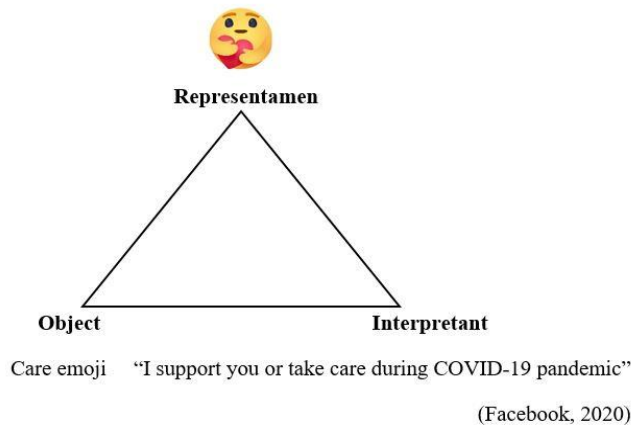 Representamen
Object Interpretant
Care emoji “I support you or take care during COVID-19 pandemic”
(Facebook, 2020)